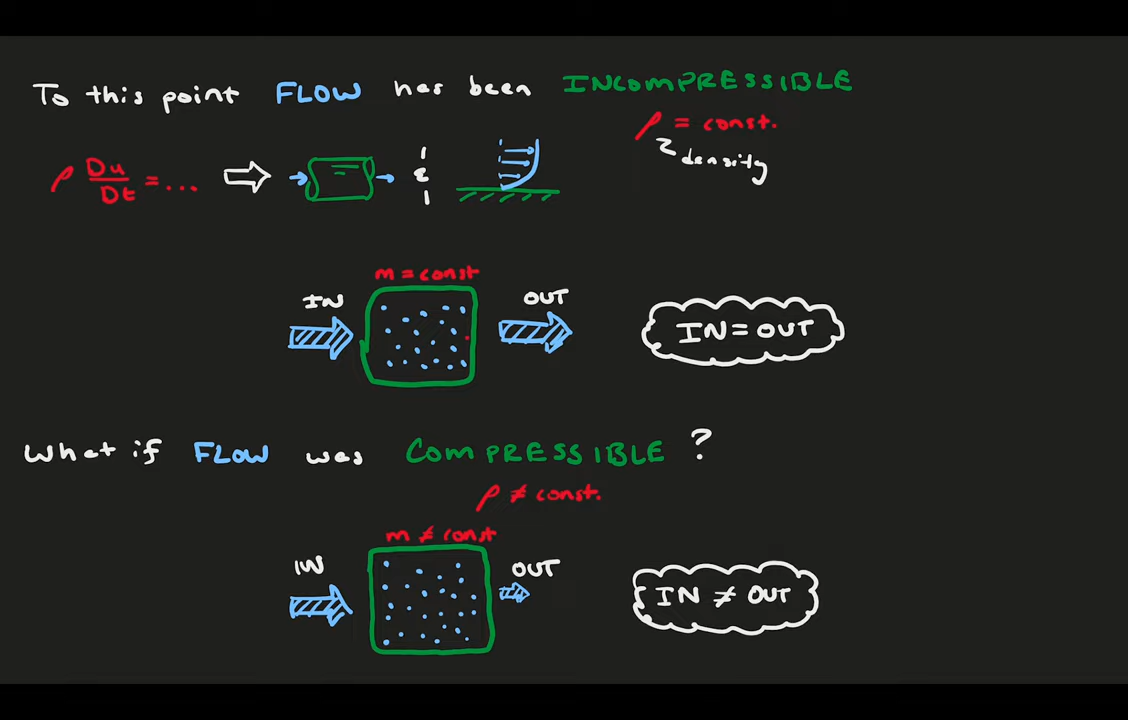 To this point FLOW has been INCOMPRESSIBLE
ρ = const.
density
ρ Du/Dt = ...
&
m = const
IN
OUT
IN = OUT
What if FLOW was COMPRESSIBLE ?
ρ ≠ const.
m ≠ const
IN
OUT
IN ≠ OUT